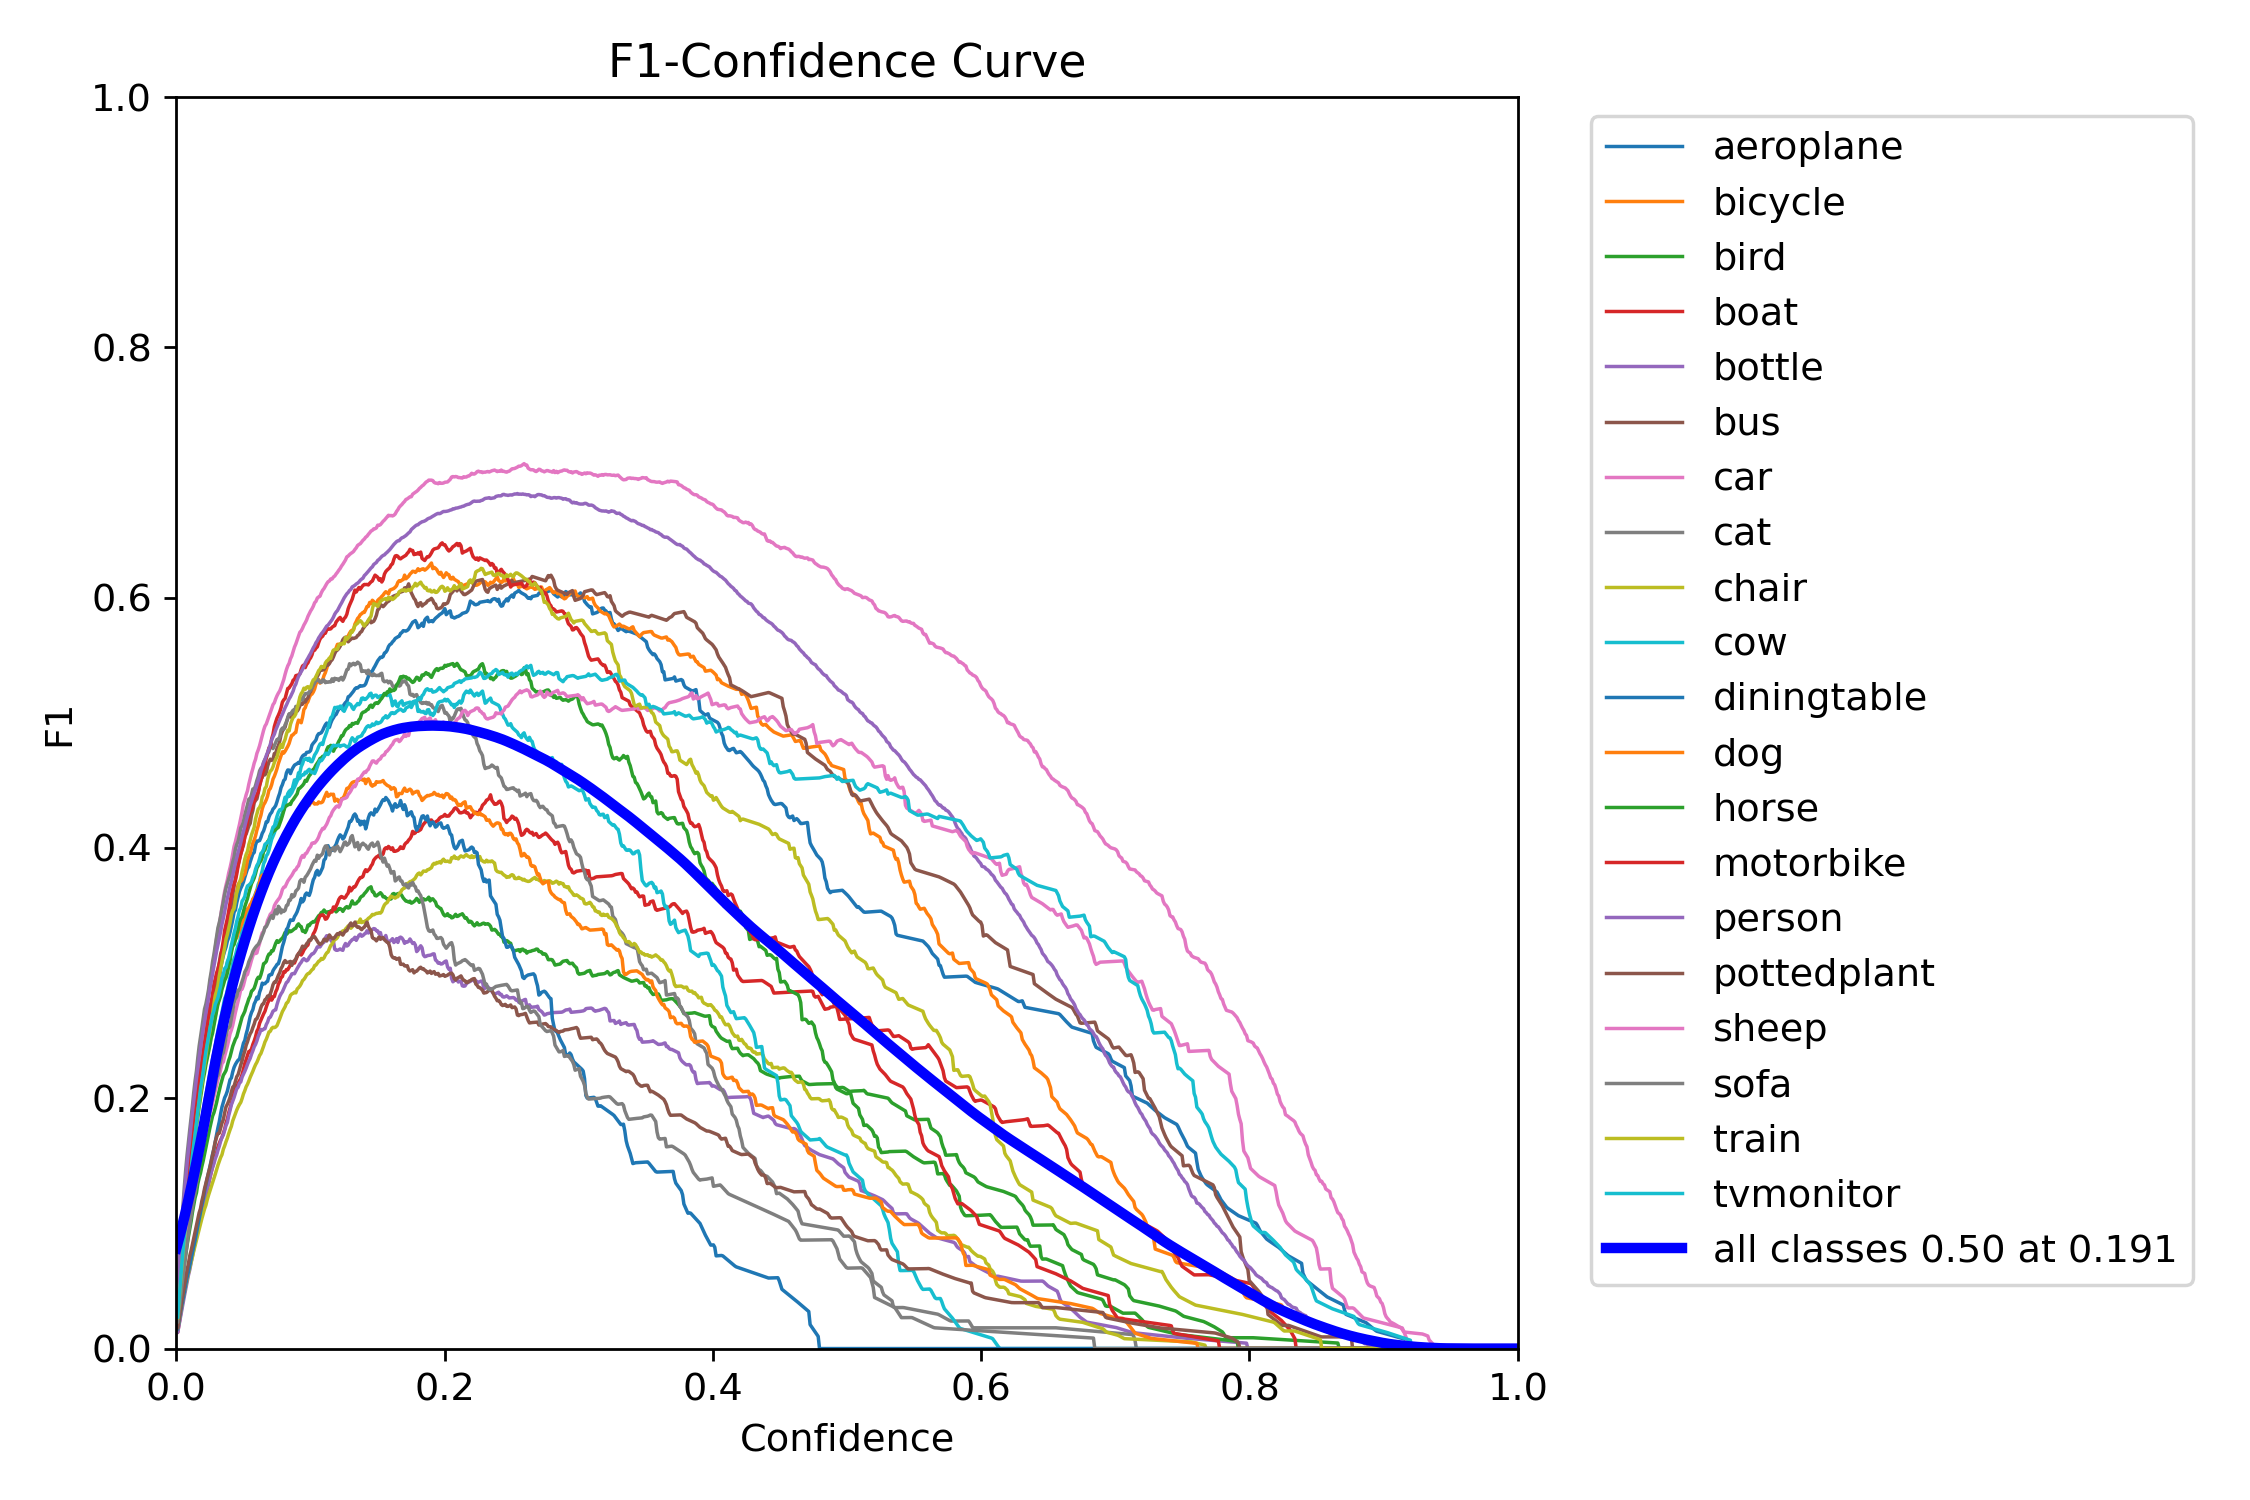 F1-Confidence Curve
1.0
0.8
0.6
0.4
0.2
0.0
F1
0.0 0.2 0.4 0.6 0.8 1.0
Confidence
aeroplane
bicycle
bird
boat
bottle
bus
car
cat
chair
cow
diningtable
dog
horse
motorbike
person
pottedplant
sheep
sofa
train
tvmonitor
all classes 0.50 at 0.191